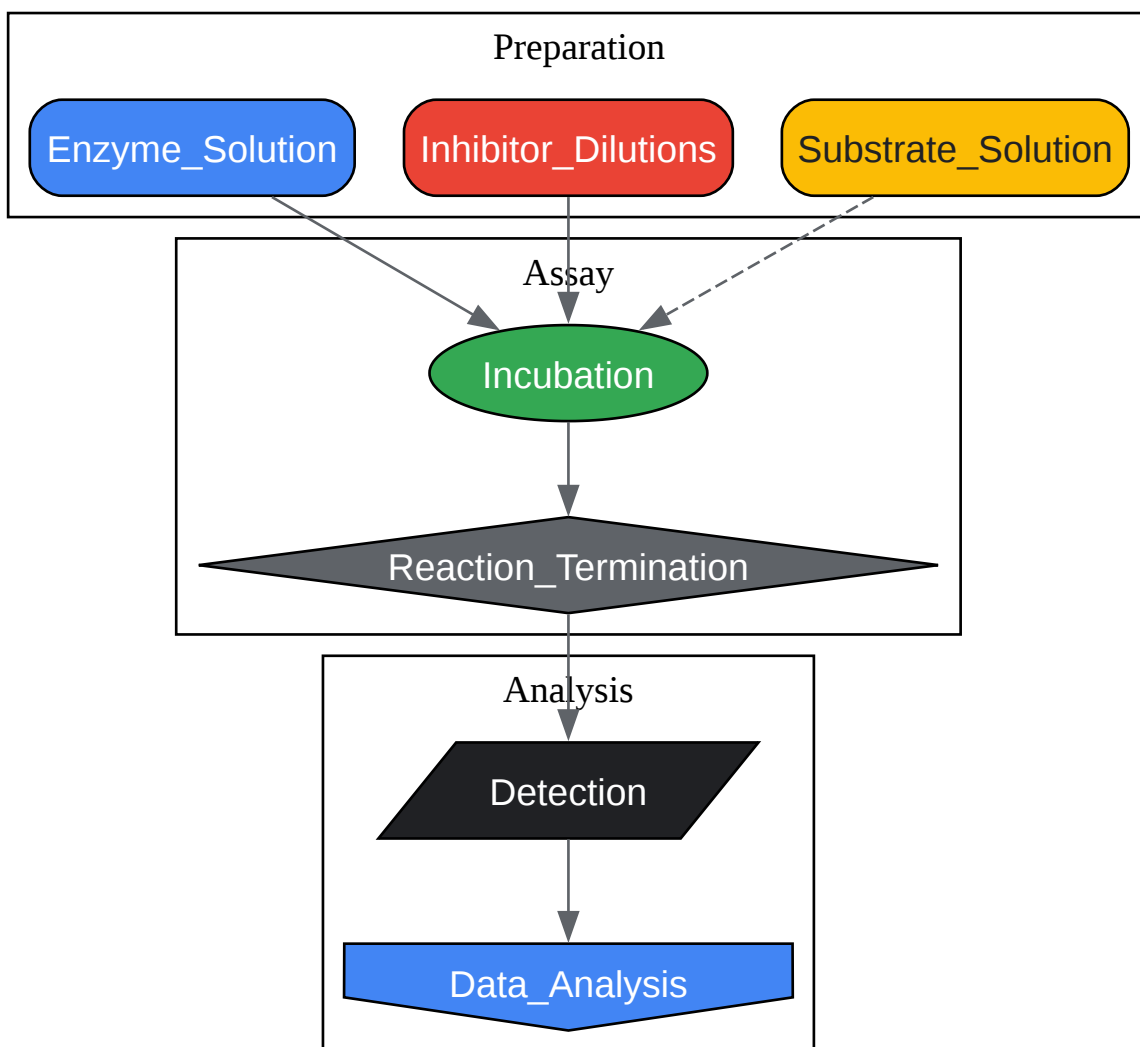 Preparation
Enzyme_Solution
Inhibitor_Dilutions
Substrate_Solution
Assay
Incubation
Reaction_Termination
Analysis
Detection
Data_Analysis